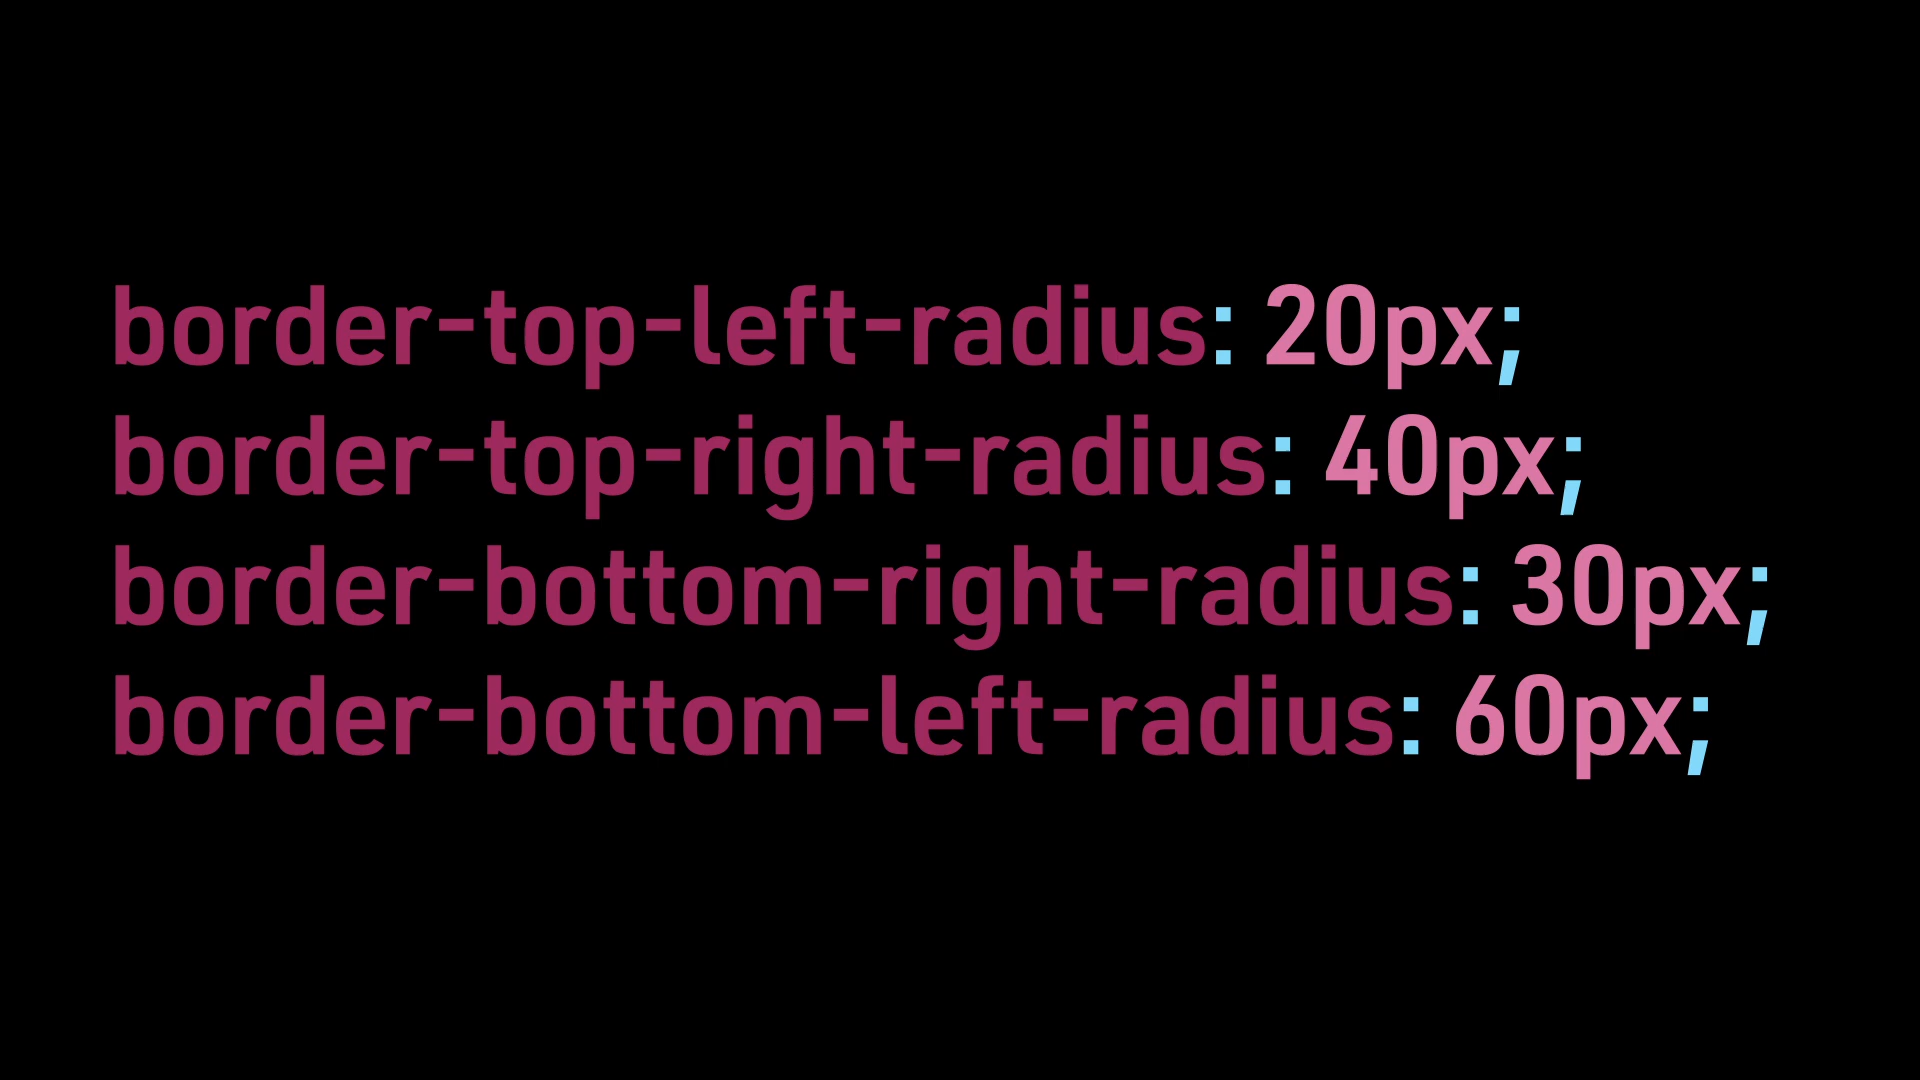 border-top-left-radius: 20px;
border-top-right-radius: 40px;
border-bottom-right-radius: 30px;
border-bottom-left-radius: 60px;